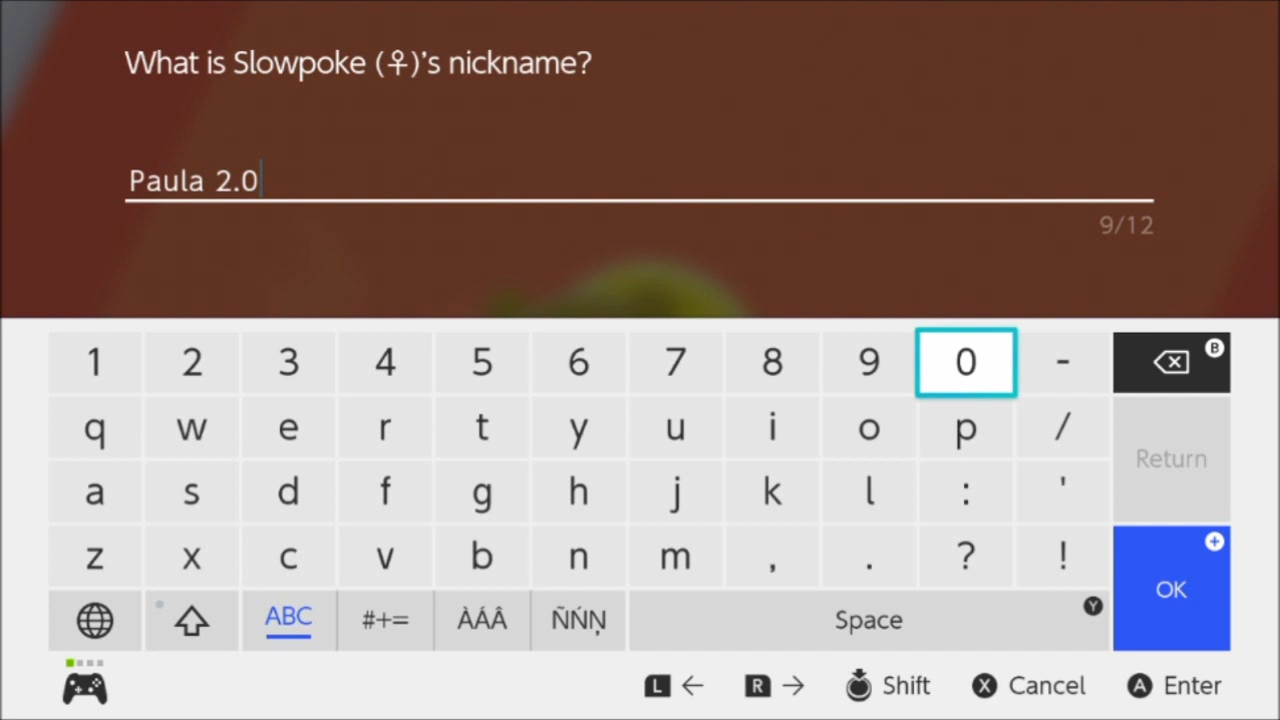 What is Slowpoke (♀)'s nickname?
Paula 2.0
9/12
1 2 3 4 5 6 7 8 9 0 - B
q w e r t y u i o p / Return
a s d f g h j k l : '
z x c v b n m , . ? ! + OK
ABC #+= ÀÁÂ ÑŃŅ Space Y
L ← R → Shift X Cancel A Enter